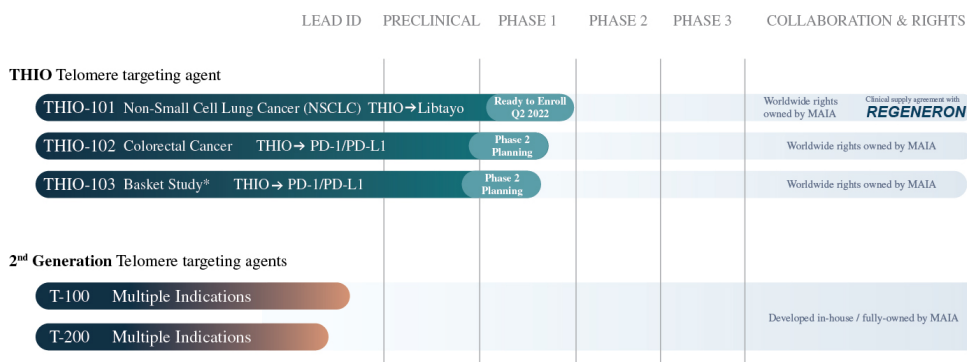 LEAD ID PRECLINICAL PHASE 1 PHASE 2 PHASE 3 COLLABORATION & RIGHTS
THIO Telomere targeting agent
THIO-101 Non-Small Cell Lung Cancer (NSCLC) THIO→Libtayo Ready to Enroll Q2 2022 Worldwide rights owned by MAIA Clinical supply agreement with REGENERON
THIO-102 Colorectal Cancer THIO→ PD-1/PD-L1 Phase 2 Planning Worldwide rights owned by MAIA
THIO-103 Basket Study* THIO→ PD-1/PD-L1 Phase 2 Planning Worldwide rights owned by MAIA
2nd Generation Telomere targeting agents
T-100 Multiple Indications
Developed in-house / fully-owned by MAIA
T-200 Multiple Indications